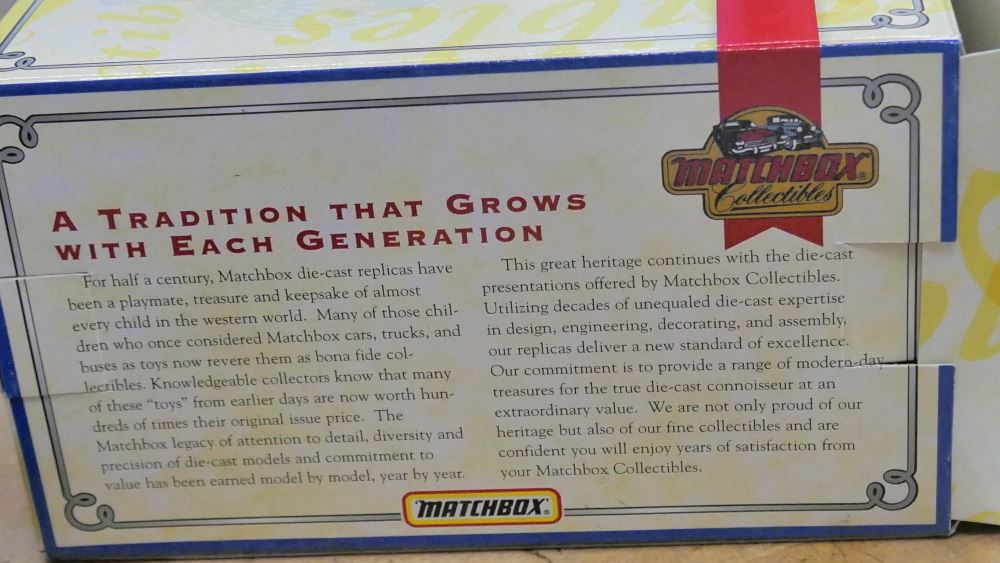 tib
bles
MATCHBOX®
Collectibles
A TRADITION THAT GROWS
WITH EACH GENERATION
For half a century, Matchbox die-cast replicas have
been a playmate, treasure and keepsake of almost
every child in the western world. Many of those chil-
dren who once considered Matchbox cars, trucks, and
buses as toys now revere them as bona fide col-
lectibles. Knowledgeable collectors know that many
of these "toys" from earlier days are now worth hun-
dreds of times their original issue price. The
Matchbox legacy of attention to detail, diversity and
precision of die-cast models and commitment to
value has been earned model by model, year by year.
This great heritage continues with the die-cast
presentations offered by Matchbox Collectibles.
Utilizing decades of unequaled die-cast expertise
in design, engineering, decorating, and assembly,
our replicas deliver a new standard of excellence.
Our commitment is to provide a range of modern-day
treasures for the true die-cast connoisseur at an
extraordinary value. We are not only proud of our
heritage but also of our fine collectibles and are
confident you will enjoy years of satisfaction from
your Matchbox Collectibles.
MATCHBOX®